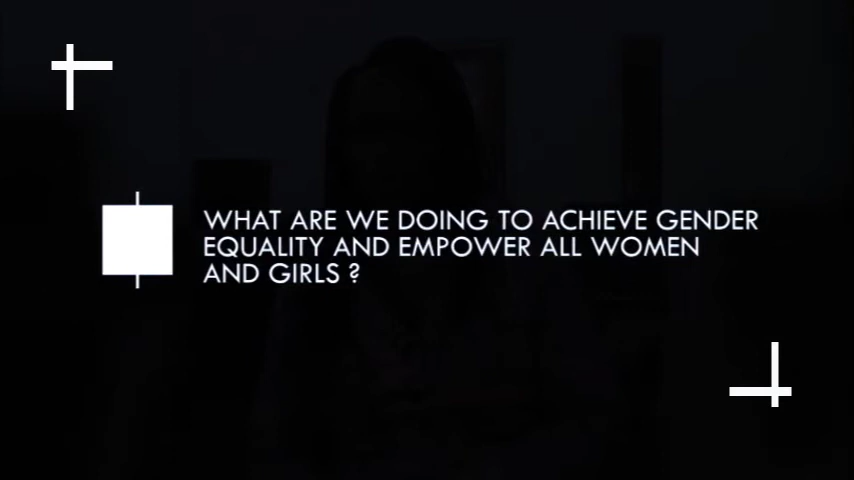 WHAT ARE WE DOING TO ACHIEVE GENDER
EQUALITY AND EMPOWER ALL WOMEN
AND GIRLS ?